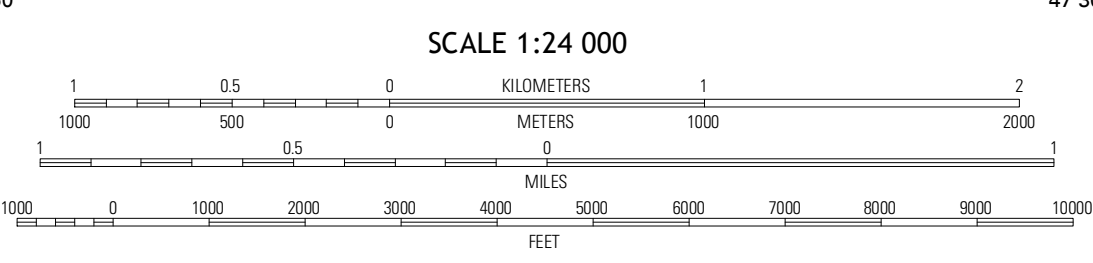 SCALE 1:24 000
1 0.5 0 KILOMETERS 1 2
1000 500 0 METERS 1000 2000
1 0.5 0 1
MILES
1000 0 1000 2000 3000 4000 5000 6000 7000 8000 9000 10000
FEET